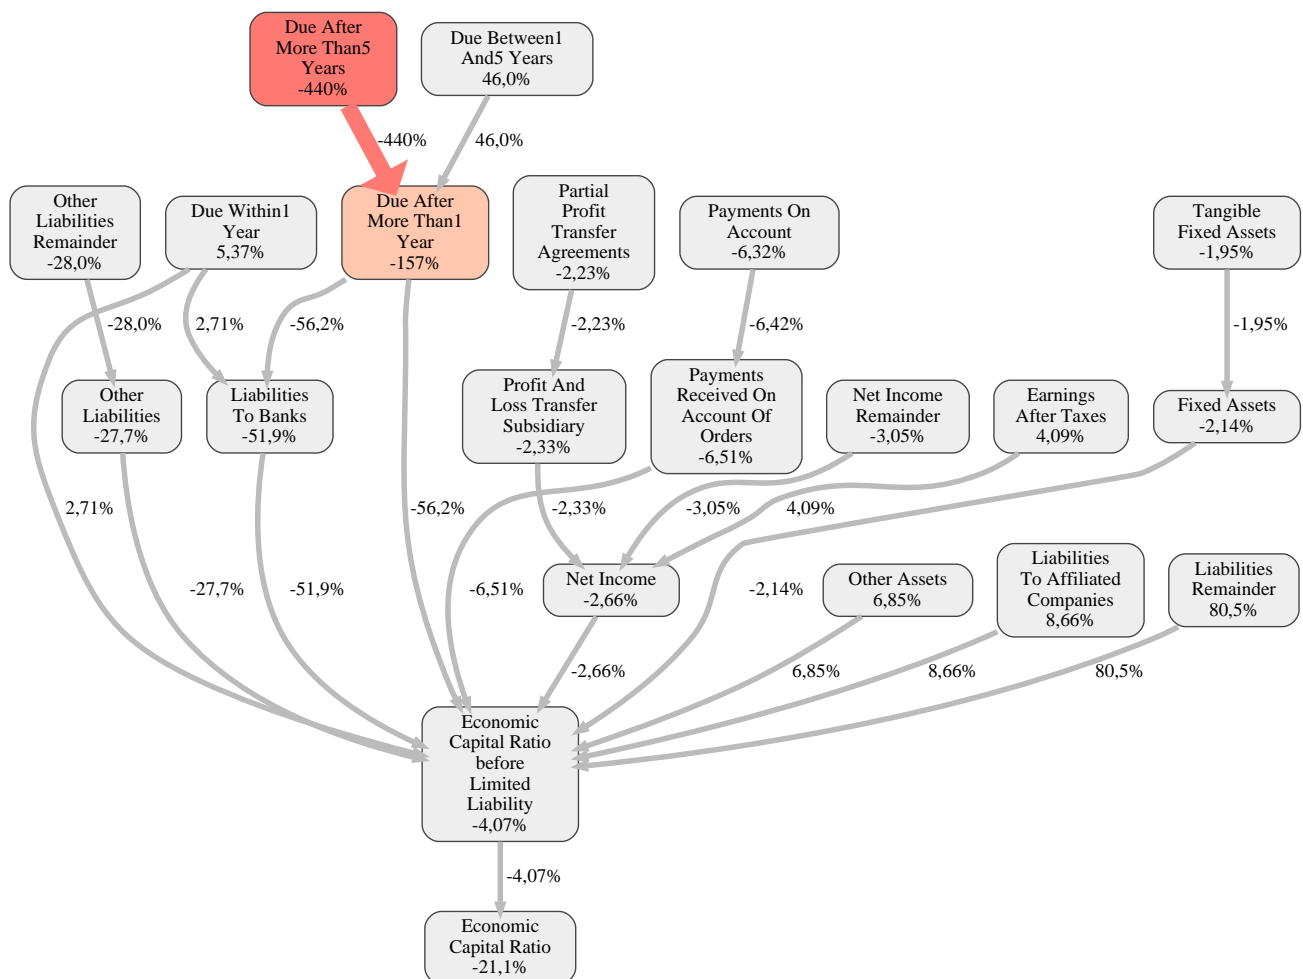 Due After
More Than5
Years
-440%
Due Between1
And5 Years
46,0%
-440%
46,0%
Other
Liabilities
Remainder
-28,0%
Due Within1
Year
5,37%
Due After
More Than1
Year
-157%
Partial
Profit
Transfer
Agreements
-2,23%
Payments On
Account
-6,32%
Tangible
Fixed Assets
-1,95%
-28,0%
2,71%
-56,2%
-2,23%
-6,42%
-1,95%
Other
Liabilities
-27,7%
Liabilities
To Banks
-51,9%
Profit And
Loss Transfer
Subsidiary
-2,33%
Payments
Received On
Account Of
Orders
-6,51%
Net Income
Remainder
-3,05%
Earnings
After Taxes
4,09%
Fixed Assets
-2,14%
2,71%
-56,2%
-2,33%
-3,05%
4,09%
-27,7%
-51,9%
-6,51%
Net Income
-2,66%
-2,14%
Other Assets
6,85%
Liabilities
To Affiliated
Companies
8,66%
Liabilities
Remainder
80,5%
-2,66%
6,85%
8,66%
80,5%
Economic
Capital Ratio
before
Limited
Liability
-4,07%
-4,07%
Economic
Capital Ratio
-21,1%